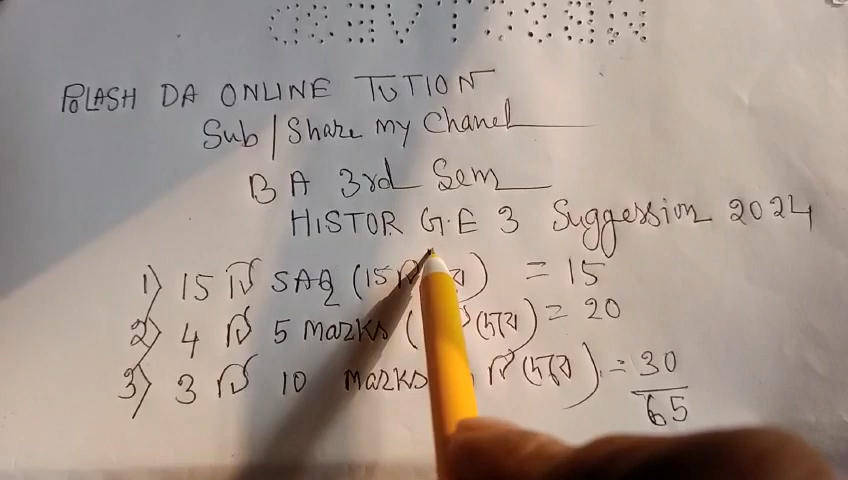 POLASH DA ONLINE TUTION
Sub/Share my Chanel
B A 3rd Sem
HISTOR G.E 3 Suggession 2024
1) 15 টি SAQ (15 = 15
2) 4 টি 5 marks ( দেবে) = 20
3) 3 টি 10 marks টি দেবে) = 30
65